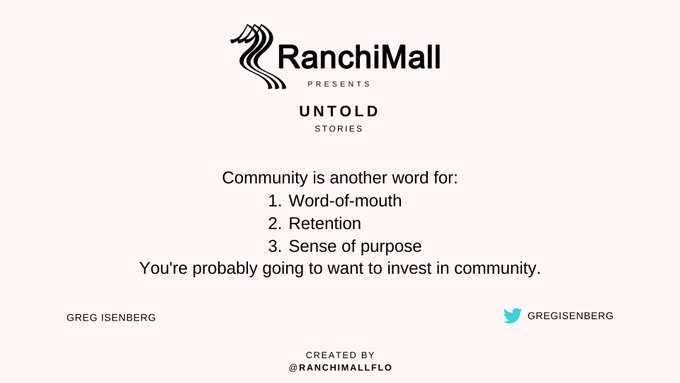 RanchiMall
PRESENTS
UNTOLD
STORIES
Community is another word for:
1. Word-of-mouth
2. Retention
3. Sense of purpose
You're probably going to want to invest in community.
GREG ISENBERG
GREGISENBERG
CREATED BY
@RANCHIMALLFLO